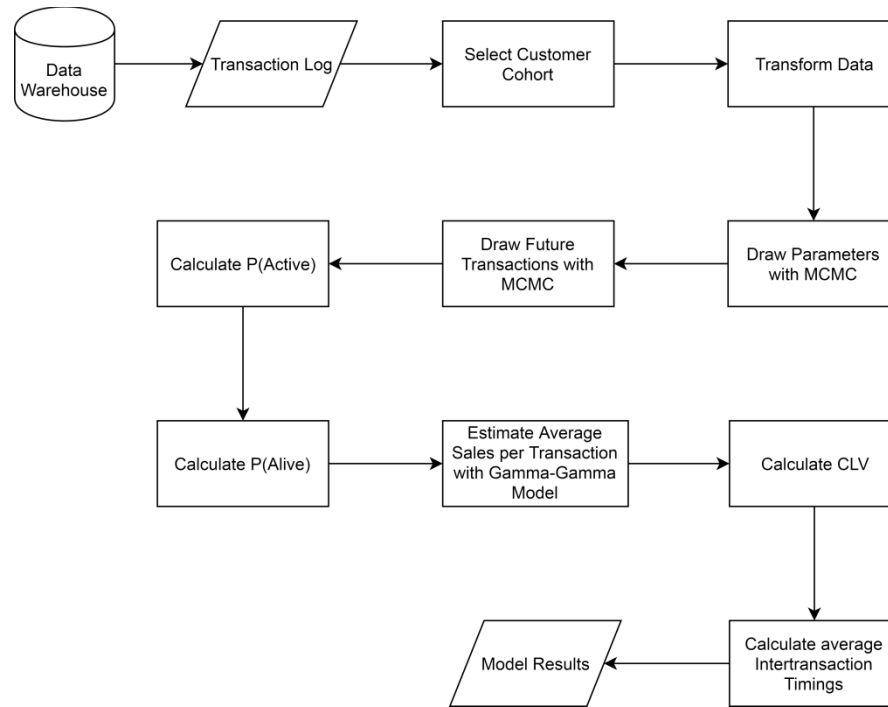 Data
Warehouse
Transaction Log
Select Customer
Cohort
Transform Data
Draw Parameters
with MCMC
Draw Future
Transactions with
MCMC
Calculate P(Active)
Calculate P(Alive)
Estimate Average
Sales per Transaction
with Gamma-Gamma
Model
Calculate CLV
Calculate average
Intertransaction
Timings
Model Results